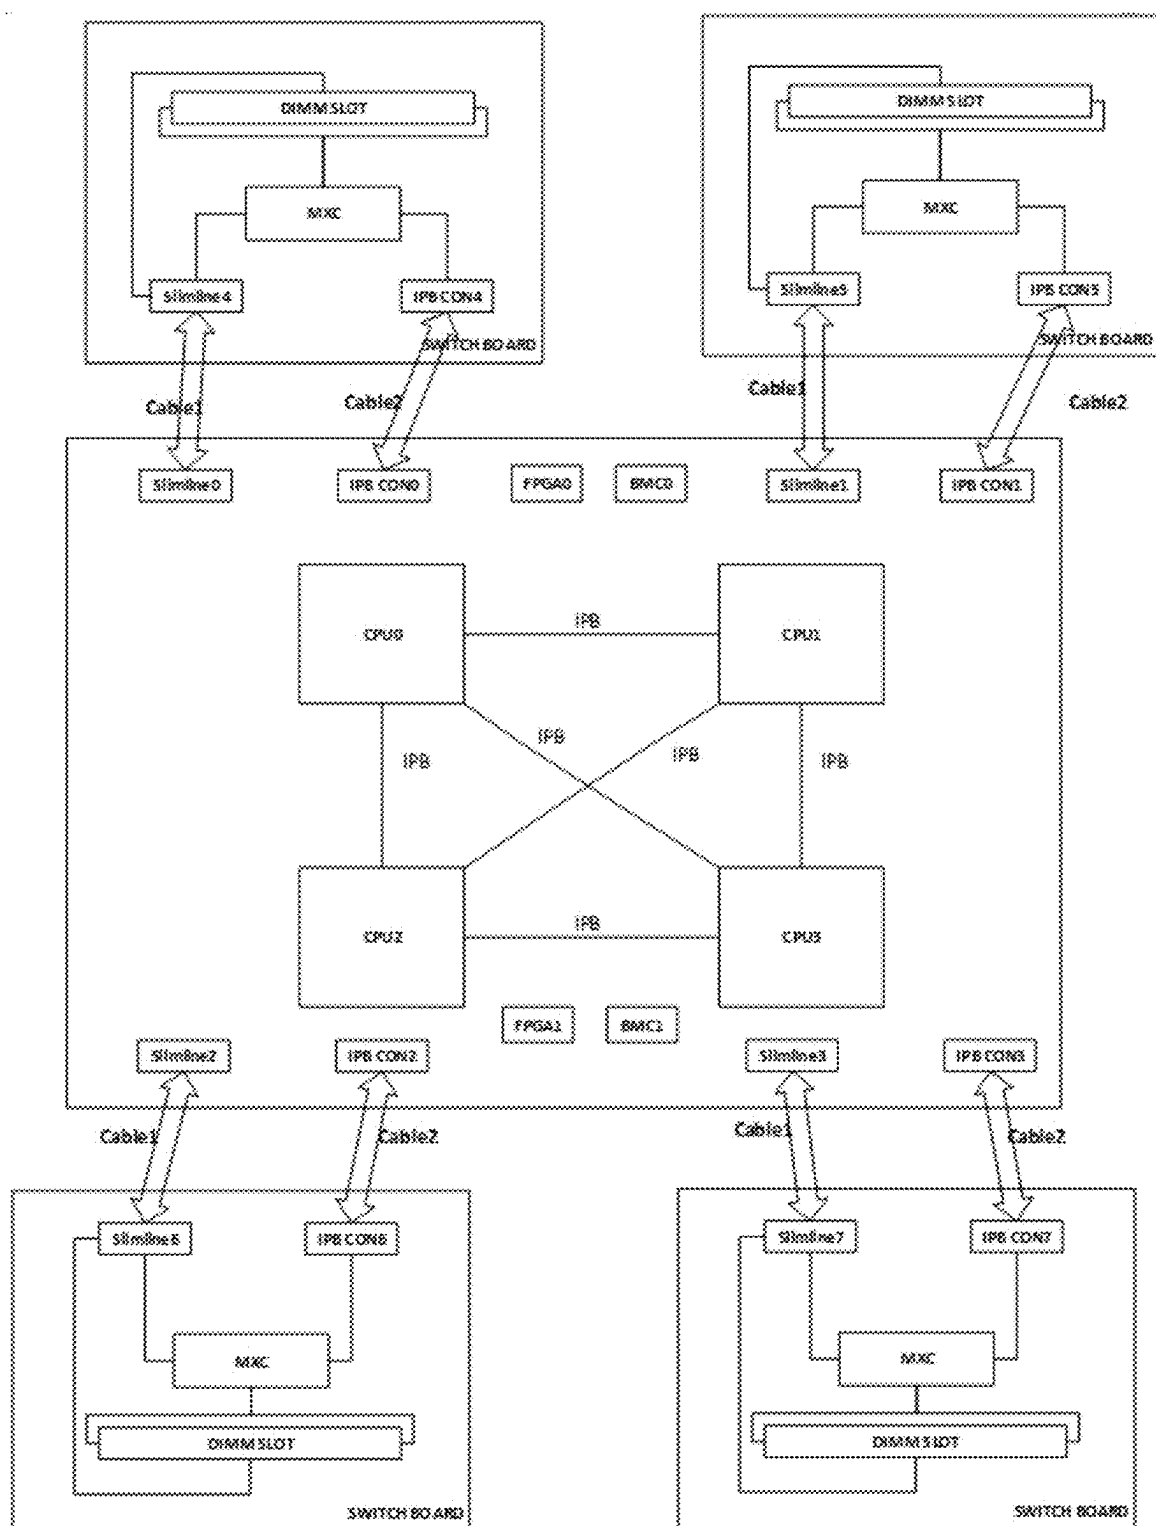 DIMM SLOT
MXC
Slimline4
IPB CON4
SWITCH BOARD
DIMM SLOT
MXC
Slimline5
IPB CON5
SWITCH BOARD
Cable1
Cable2
Cable1
Cable2
Slimline0
IPB CON0
FPGA0
BMC0
Slimline1
IPB CON1
CPU0
IPB
CPU1
IPB
IPB
IPB
IPB
CPU2
IPB
CPU3
FPGA1
BMC1
Slimline2
IPB CON2
Slimline3
IPB CON3
Cable1
Cable2
Cable1
Cable2
Slimline6
IPB CON6
MXC
DIMM SLOT
SWITCH BOARD
Slimline7
IPB CON7
MXC
DIMM SLOT
SWITCH BOARD